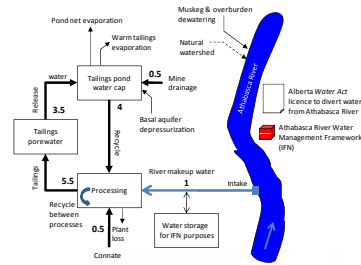 Pond net evaporation
Warm tailings
evaporation
Muskeg & overburden
dewatering
Natural
watershed
water
Tailings pond
water cap
0.5
Mine
drainage
Release
3.5
4
Basal aquifer
depressurization
Athabasca River
Alberta Water Act
licence to divert water
from Athabasca River
Athabasca River Water
Management Framework
(IFN)
Tailings
porewater
Recycle
Tailings
5.5
Processing
River makeup water
1
Intake
Recycle
between
processes
0.5
Plant
loss
Water storage
for IFN purposes
Connate